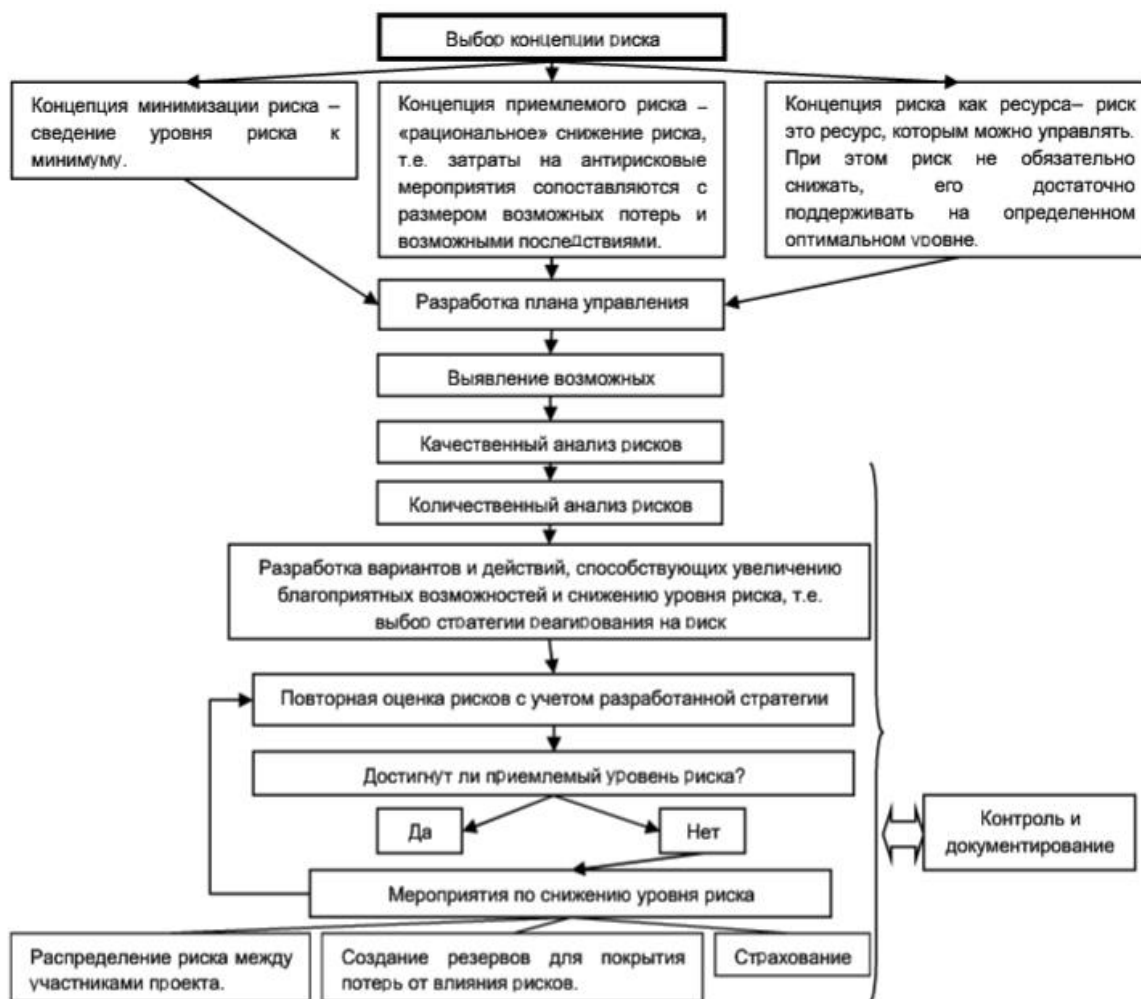 Выбор концепции риска
Концепция минимизации риска –
сведение уровня риска к
минимуму.
Концепция приемлемого риска –
«рациональное» снижение риска,
т.е. затраты на антирисковые
мероприятия сопоставляются с
размером возможных потерь и
возможными последствиями.
Концепция риска как ресурса– риск
это ресурс, которым можно управлять.
При этом риск не обязательно
снижать, его достаточно
поддерживать на определенном
оптимальном уровне.
Разработка плана управления
Выявление возможных
Качественный анализ рисков
Количественный анализ рисков
Разработка вариантов и действий, способствующих увеличению
благоприятных возможностей и снижению уровня риска, т.е.
выбор стратегии реагирования на риск
Повторная оценка рисков с учетом разработанной стратегии
Достигнут ли приемлемый уровень риска?
Да
Нет
Контроль и
документирование
Мероприятия по снижению уровня риска
Распределение риска между
участниками проекта.
Создание резервов для покрытия
потерь от влияния рисков.
Страхование